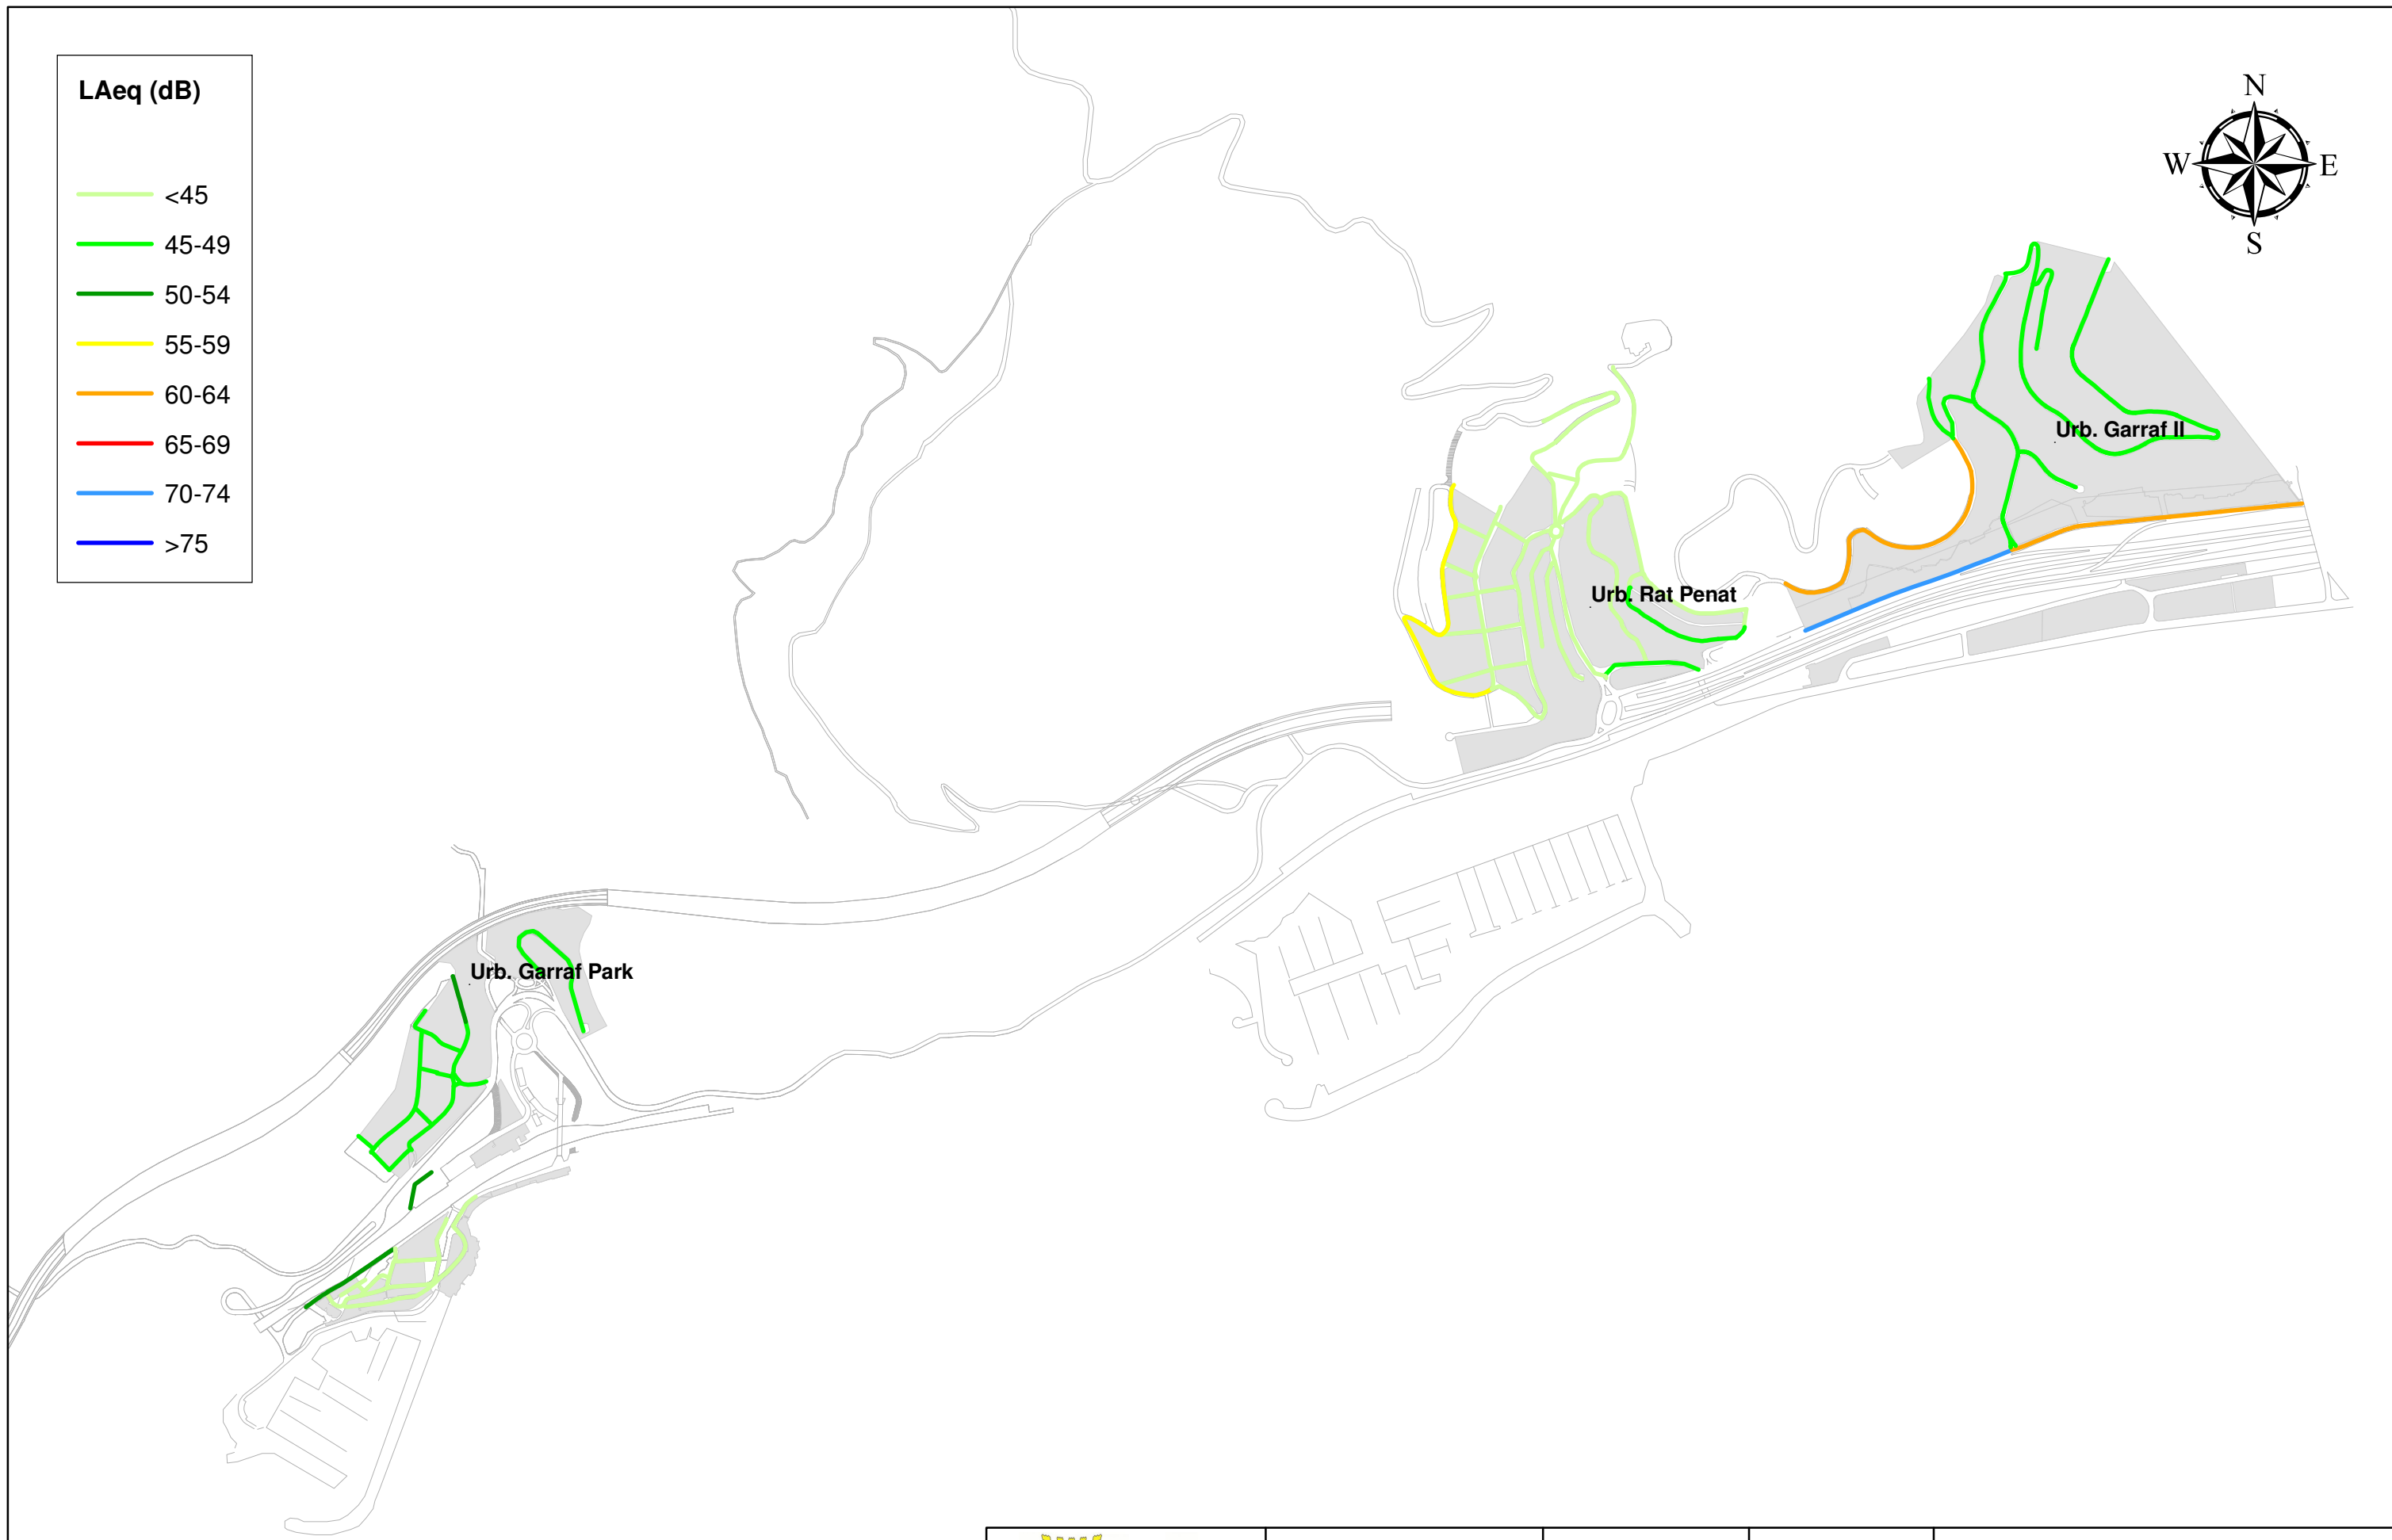 LAeq (dB)
<45
45-49
50-54
55-59
60-64
65-69
70-74
>75
N
W
E
S
Urb. Garraf II
Urb. Rat Penat
Urb. Garraf Park